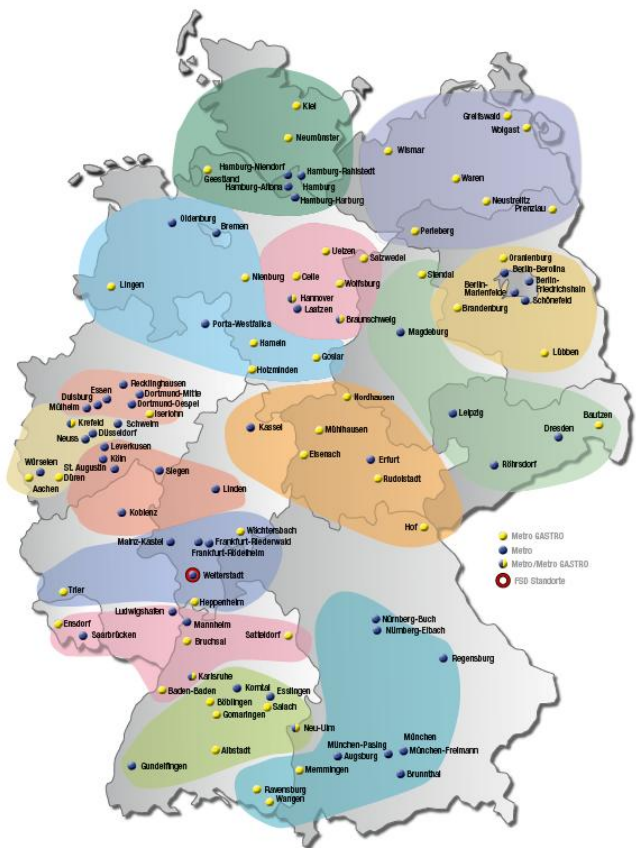 Kiel
Neumünster
Hamburg-Niendorf
Hamburg-Rahlstedt
Geestland
Hamburg-Altona
Hamburg
Hamburg-Harburg
Greifswald
Wolgast
Wismar
Waren
Neustrelitz
Prenzlau
Perleberg
Oldenburg
Bremen
Lingen
Nienburg
Porta-Westfalica
Hameln
Holzminden
Goslar
Uelzen
Salzwedel
Celle
Wolfsburg
Hannover
Laatzen
Braunschweig
Stendal
Magdeburg
Oranienburg
Berlin-Berolina
Berlin-
Friedrichshain
Berlin-
Marienfelde
Schönefeld
Brandenburg
Lübben
Recklinghausen
Essen
Dortmund-Mitte
Duisburg
Dortmund-Oespel
Mülheim
Iserlohn
Krefeld
Schwelm
Düsseldorf
Neuss
Leverkusen
Köln
Würselen
St. Augustin
Düren
Aachen
Siegen
Linden
Koblenz
Nordhausen
Kassel
Mühlhausen
Eisenach
Erfurt
Rudolstadt
Hof
Leipzig
Bautzen
Dresden
Röhrsdorf
Wächtersbach
Mainz-Kastel
Frankfurt-Riederwald
Frankfurt-Rödelheim
Weiterstadt
Trier
Heppenheim
Ludwigshafen
Ensdorf
Mannheim
Saarbrücken
Bruchsal
Satteldorf
Karlsruhe
Baden-Baden
Korntal
Esslingen
Böblingen
Salach
Gomaringen
Albstadt
Gundelfingen
Nürnberg-Buch
Nürnberg-Eibach
Regensburg
Neu-Ulm
München-Pasing
München
Augsburg
München-Freimann
Memmingen
Brunnthal
Ravensburg
Wangen
Metro GASTRO
Metro
Metro/Metro GASTRO
FSD Standorte